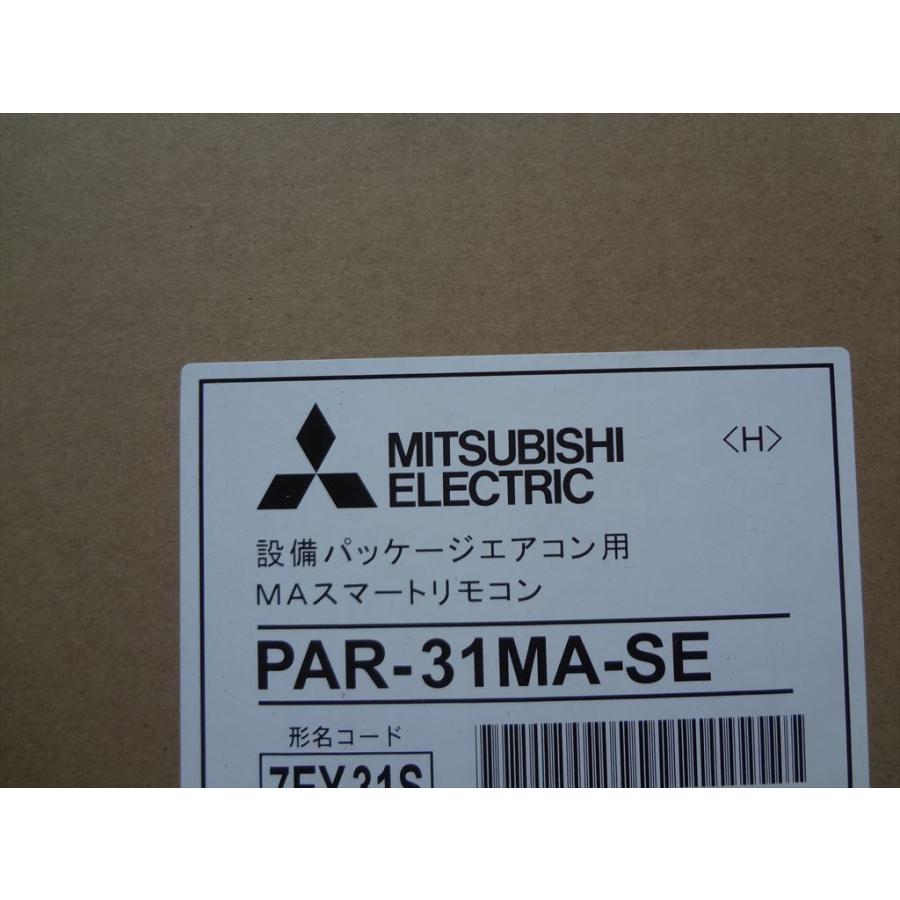 MITSUBISHI
ELECTRIC
〈H〉
設備パッケージエアコン用
MAスマートリモコン
PAR-31MA-SE
形名コード